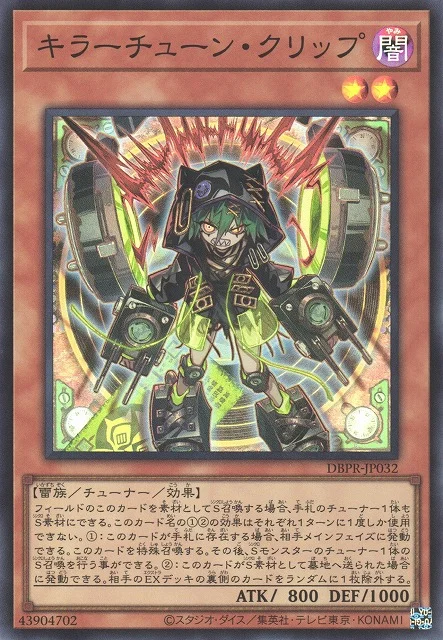 キラーチューン・クリップ
闇
DBPR-JP032
【雷族／チューナー／効果】
フィールドのこのカードを素材としてS召喚する場合、手札のチューナー1体も
S素材にできる。このカード名の①②の効果はそれぞれ1ターンに1度しか使用
できない。①：このカードが手札に存在する場合、相手メインフェイズに発動
できる。このカードを特殊召喚する。その後、Sモンスターのチューナー1体の
S召喚を行う事ができる。②：このカードがS素材として墓地へ送られた場合
に発動できる。相手のEXデッキの裏側のカードをランダムに1枚除外する。
ATK/ 800 DEF/1000
43904702
©スタジオ・ダイス／集英社・テレビ東京・KONAMI